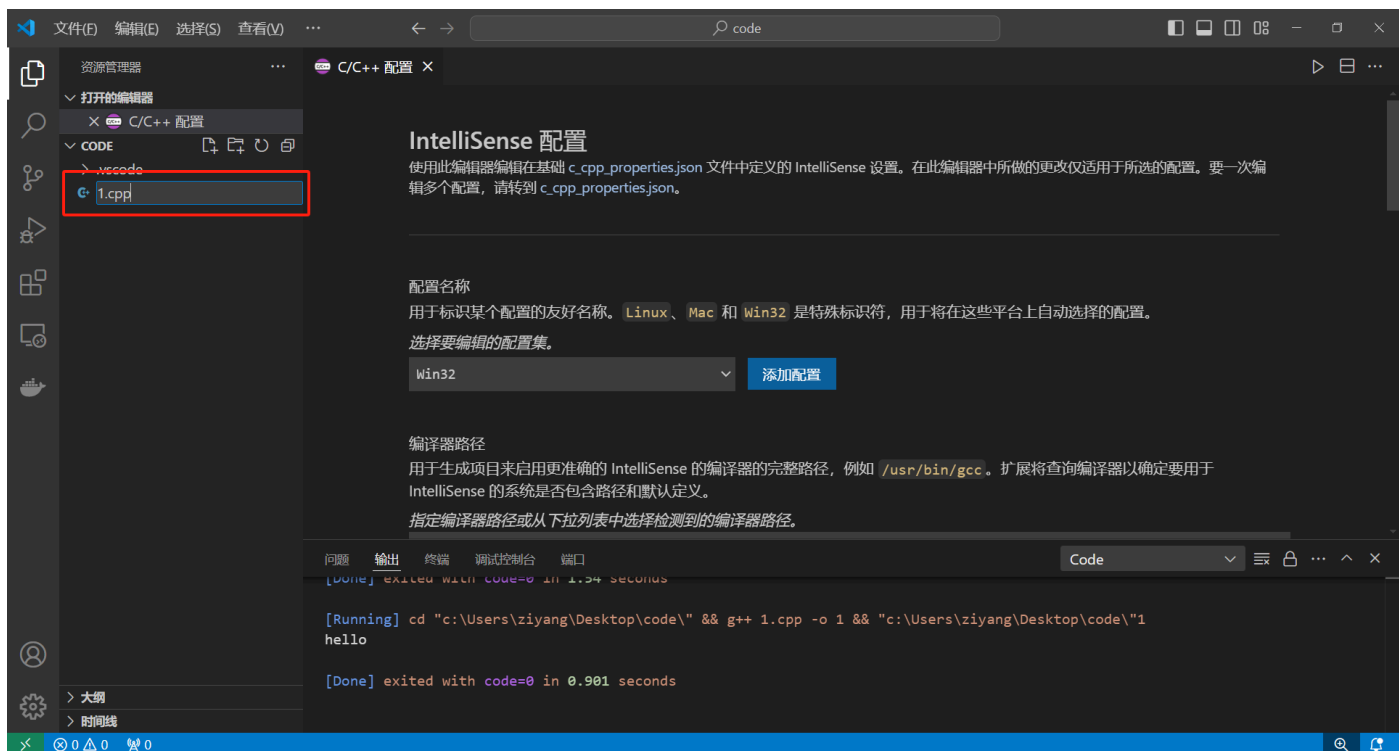 文件(F) 编辑(E) 选择(S) 查看(V) ··· code
资源管理器 ···
C/C++ 配置
打开的编辑器
C/C++ 配置
CODE
.vscode
1.cpp
IntelliSense 配置
使用此编辑器编辑在基础 c_cpp_properties.json 文件中定义的 IntelliSense 设置。在此编辑器中所做的更改仅适用于所选的配置。要一次编
辑多个配置，请转到 c_cpp_properties.json。
配置名称
用于标识某个配置的友好名称。 Linux、 Mac 和 Win32 是特殊标识符，用于将在这些平台上自动选择的配置。
选择要编辑的配置集。
Win32 添加配置
编译器路径
用于生成项目来启用更准确的 IntelliSense 的编译器的完整路径，例如 /usr/bin/gcc。扩展将查询编译器以确定要用于
IntelliSense 的系统是否包含路径和默认定义。
指定编译器路径或从下拉列表中选择检测到的编译器路径。
问题 输出 终端 调试控制台 端口 Code
[Done] exited with code=0 in 1.54 seconds
[Running] cd "c:\Users\ziyang\Desktop\code\" && g++ 1.cpp -o 1 && "c:\Users\ziyang\Desktop\code\"1
hello
[Done] exited with code=0 in 0.901 seconds
大纲
时间线
0 0 0